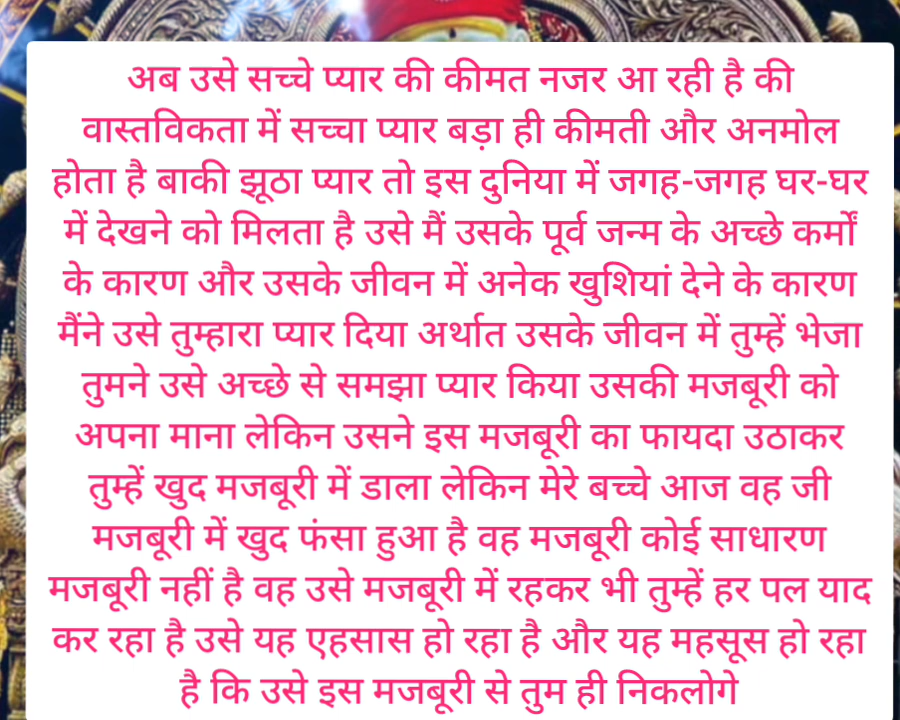 अब उसे सच्चे प्यार की कीमत नजर आ रही है की
वास्तविकता में सच्चा प्यार बड़ा ही कीमती और अनमोल
होता है बाकी झूठा प्यार तो इस दुनिया में जगह-जगह घर-घर
में देखने को मिलता है उसे मैं उसके पूर्व जन्म के अच्छे कर्मों
के कारण और उसके जीवन में अनेक खुशियां देने के कारण
मैंने उसे तुम्हारा प्यार दिया अर्थात उसके जीवन में तुम्हें भेजा
तुमने उसे अच्छे से समझा प्यार किया उसकी मजबूरी को
अपना माना लेकिन उसने इस मजबूरी का फायदा उठाकर
तुम्हें खुद मजबूरी में डाला लेकिन मेरे बच्चे आज वह जी
मजबूरी में खुद फंसा हुआ है वह मजबूरी कोई साधारण
मजबूरी नहीं है वह उसे मजबूरी में रहकर भी तुम्हें हर पल याद
कर रहा है उसे यह एहसास हो रहा है और यह महसूस हो रहा
है कि उसे इस मजबूरी से तुम ही निकलोगे